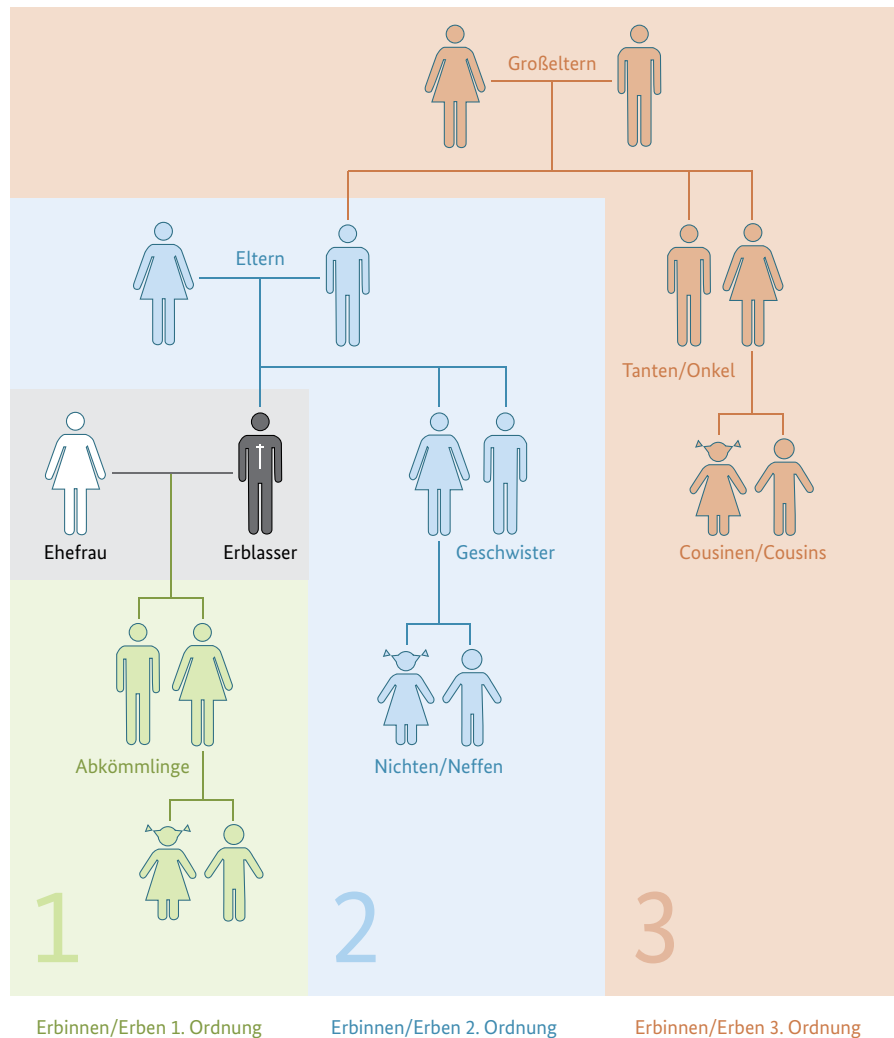 Großeltern
Eltern
Tanten/Onkel
Ehefrau
Erblasser
Geschwister
Cousinen/Cousins
Abkömmlinge
Nichten/Neffen
1
2
3
Erbinnen/Erben 1. Ordnung
Erbinnen/Erben 2. Ordnung
Erbinnen/Erben 3. Ordnung